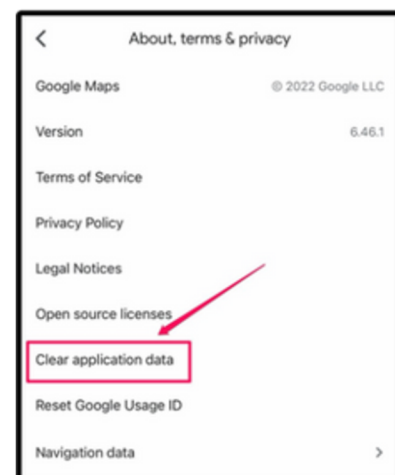 About, terms & privacy
Google Maps © 2022 Google LLC
Version 6.46.1
Terms of Service
Privacy Policy
Legal Notices
Open source licenses
Clear application data
Reset Google Usage ID
Navigation data